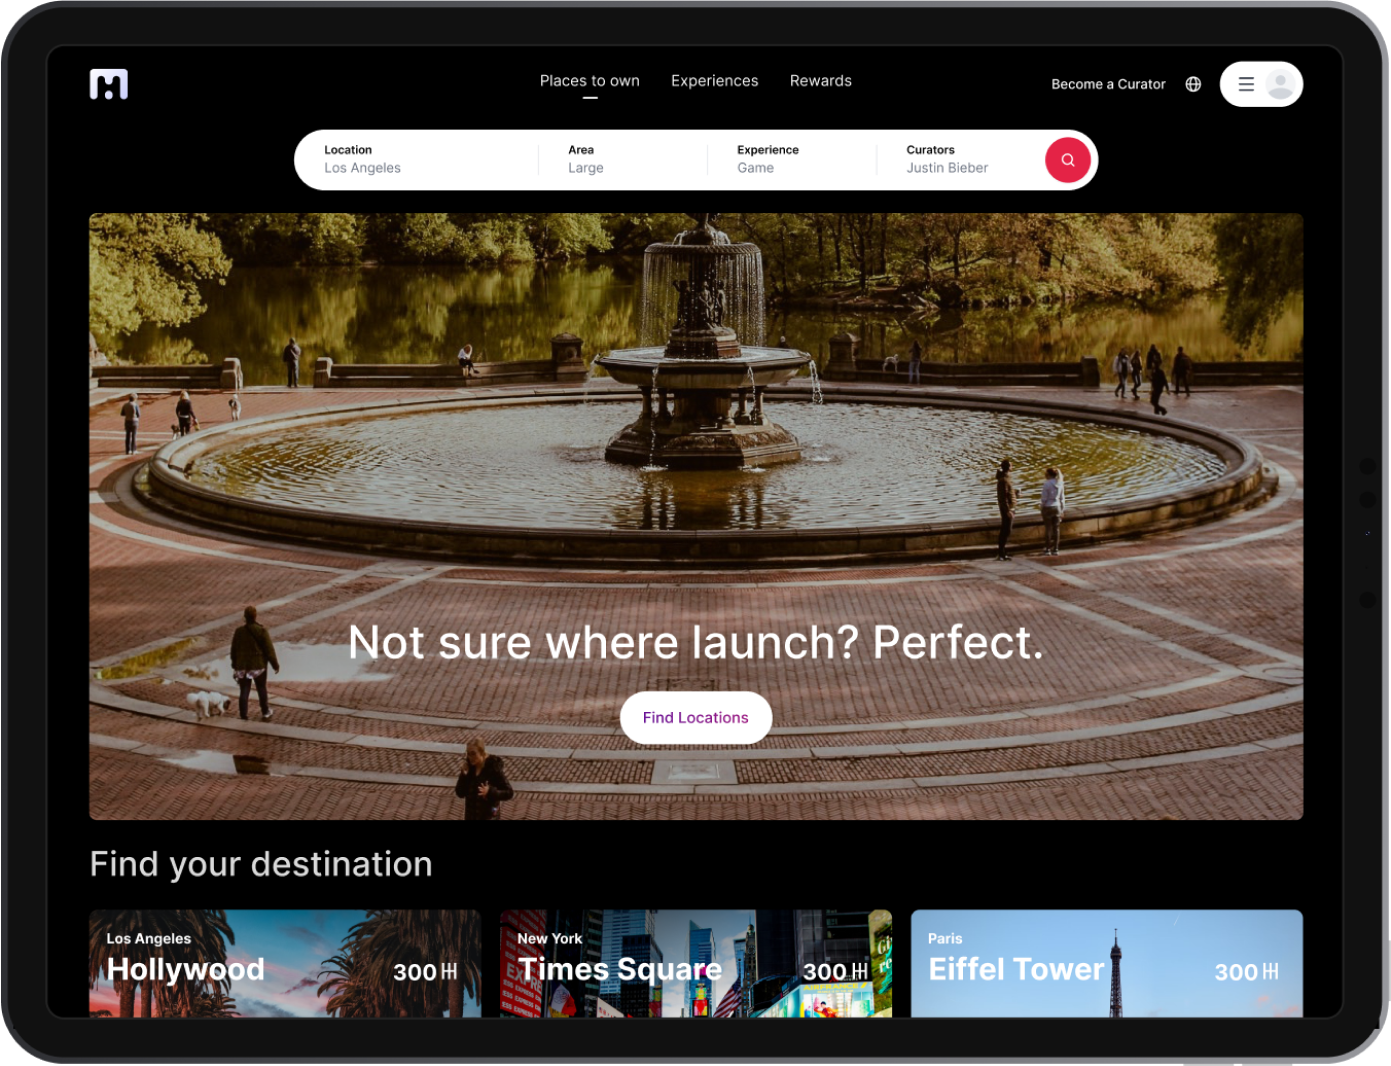 Places to own
Experiences
Rewards
Become a Curator
Location
Los Angeles
Area
Large
Experience
Game
Curators
Justin Bieber
Not sure where launch? Perfect.
Find Locations
Find your destination
Los Angeles
Hollywood
300
New York
Times Square
300
Paris
Eiffel Tower
300